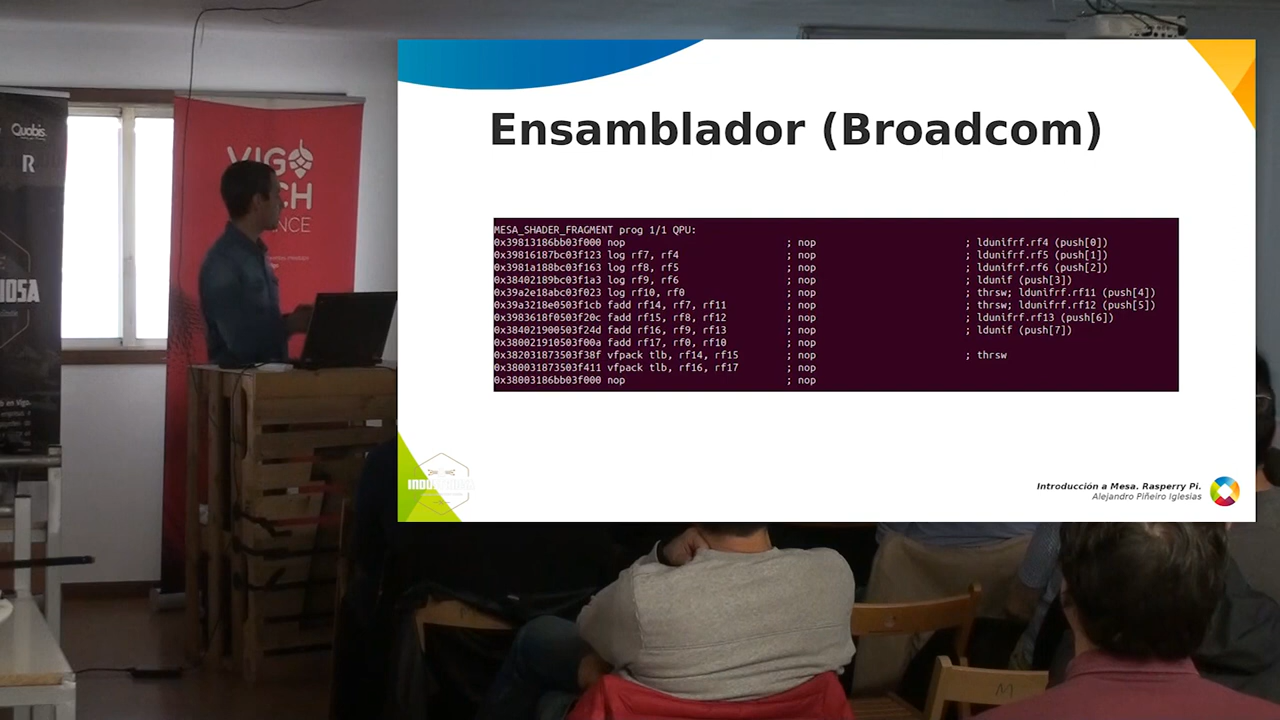 Quobis
R
VIGO
CH
NCE
Ensamblador (Broadcom)
MESA_SHADER_FRAGMENT prog 1/1 QPU:
0x39813186bb03f000 nop ; nop ; ldunifrf.rf4 (push[0])
0x39816187bc03f123 log rf7, rf4 ; nop ; ldunifrf.rf5 (push[1])
0x3981a188bc03f163 log rf8, rf5 ; nop ; ldunifrf.rf6 (push[2])
0x38402189bc03f1a3 log rf9, rf6 ; nop ; ldunif (push[3])
0x39a2e18abc03f023 log rf10, rf0 ; nop ; thrsw; ldunifrf.rf11 (push[4])
0x39a3218e0503f1cb fadd rf14, rf7, rf11 ; nop ; thrsw; ldunifrf.rf12 (push[5])
0x3983618f0503f20c fadd rf15, rf8, rf12 ; nop ; ldunifrf.rf13 (push[6])
0x384021900503f24d fadd rf16, rf9, rf13 ; nop ; ldunif (push[7])
0x380021910503f00a fadd rf17, rf0, rf10 ; nop
0x382031873503f38f vfpack tlb, rf14, rf15 ; nop ; thrsw
0x380031873503f411 vfpack tlb, rf16, rf17 ; nop
0x38003186bb03f000 nop ; nop
Introducción a Mesa. Rasperry Pi.
Alejandro Piñeiro Iglesias